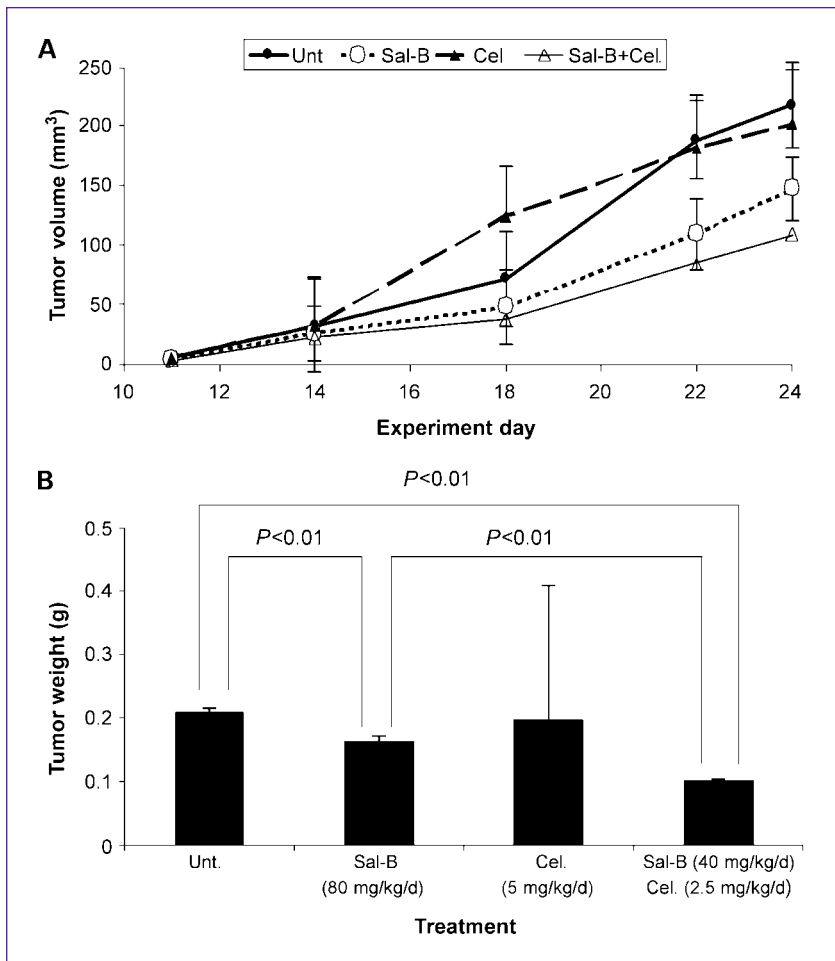 A
Unt Sal-B Cel Sal-B+Cel.
250
200
150
100
50
0
Tumor volume (mm³)
10 12 14 16 18 20 22 24
Experiment day
B
P<0.01
P<0.01 P<0.01
0.5
0.4
0.3
0.2
0.1
0
Tumor weight (g)
Unt. Sal-B Cel. Sal-B (40 mg/kg/d)
(80 mg/kg/d) (5 mg/kg/d) Cel. (2.5 mg/kg/d)
Treatment